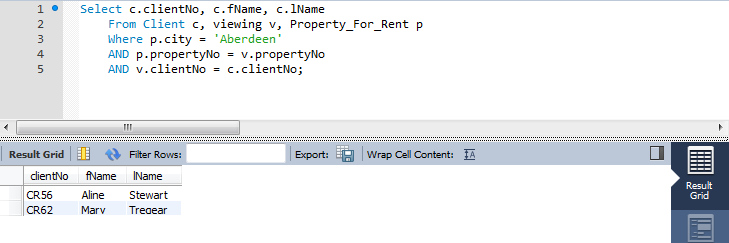 1 Select c.clientNo, c.fName, c.lName
2 From Client c, viewing v, Property_For_Rent p
3 Where p.city = 'Aberdeen'
4 AND p.propertyNo = v.propertyNo
5 AND v.clientNo = c.clientNo;
Result Grid Filter Rows: Export: Wrap Cell Content: IA
clientNo fName lName
CR56 Aline Stewart
CR62 Mary Tregear
Result
Grid